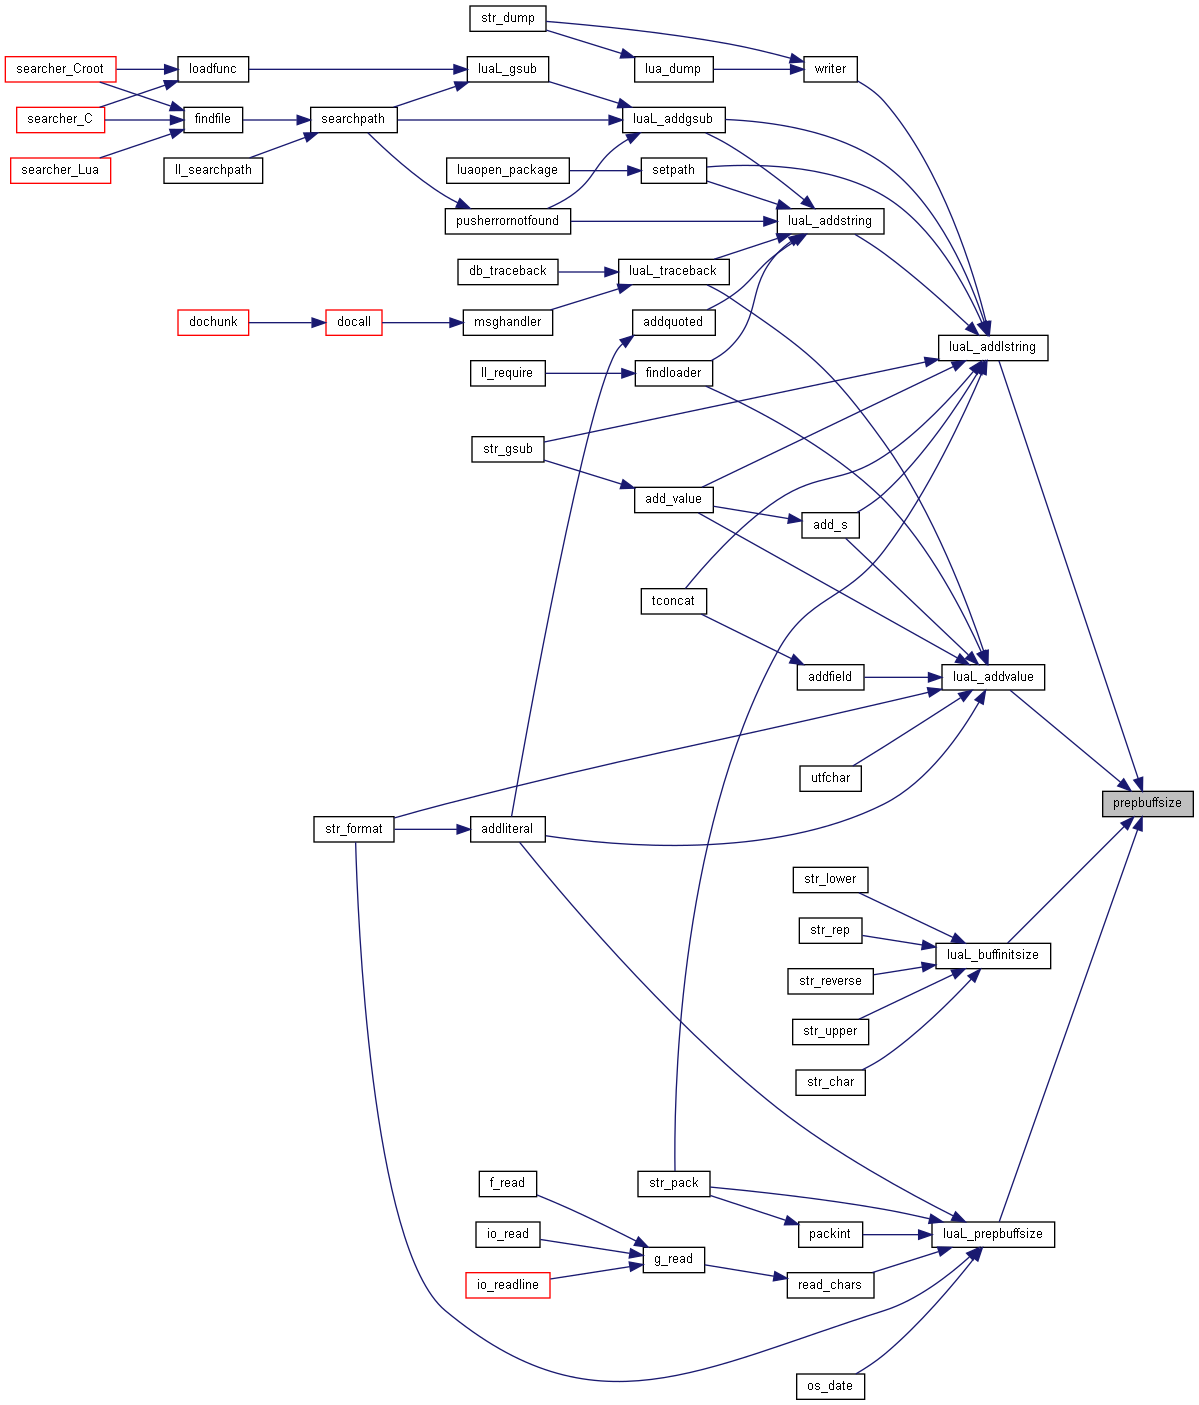 str_dump
searcher_Croot
loadfunc
luaL_gsub
lua_dump
writer
searcher_C
findfile
searchpath
luaL_addgsub
searcher_Lua
ll_searchpath
luaopen_package
setpath
pusherrornotfound
luaL_addstring
db_traceback
luaL_traceback
dochunk
docall
msghandler
addquoted
luaL_addlstring
ll_require
findloader
str_gsub
add_value
add_s
tconcat
addfield
luaL_addvalue
utfchar
prepbuffsize
str_format
addliteral
str_lower
str_rep
luaL_buffinitsize
str_reverse
str_upper
str_char
f_read
str_pack
io_read
packint
luaL_prepbuffsize
g_read
io_readline
read_chars
os_date